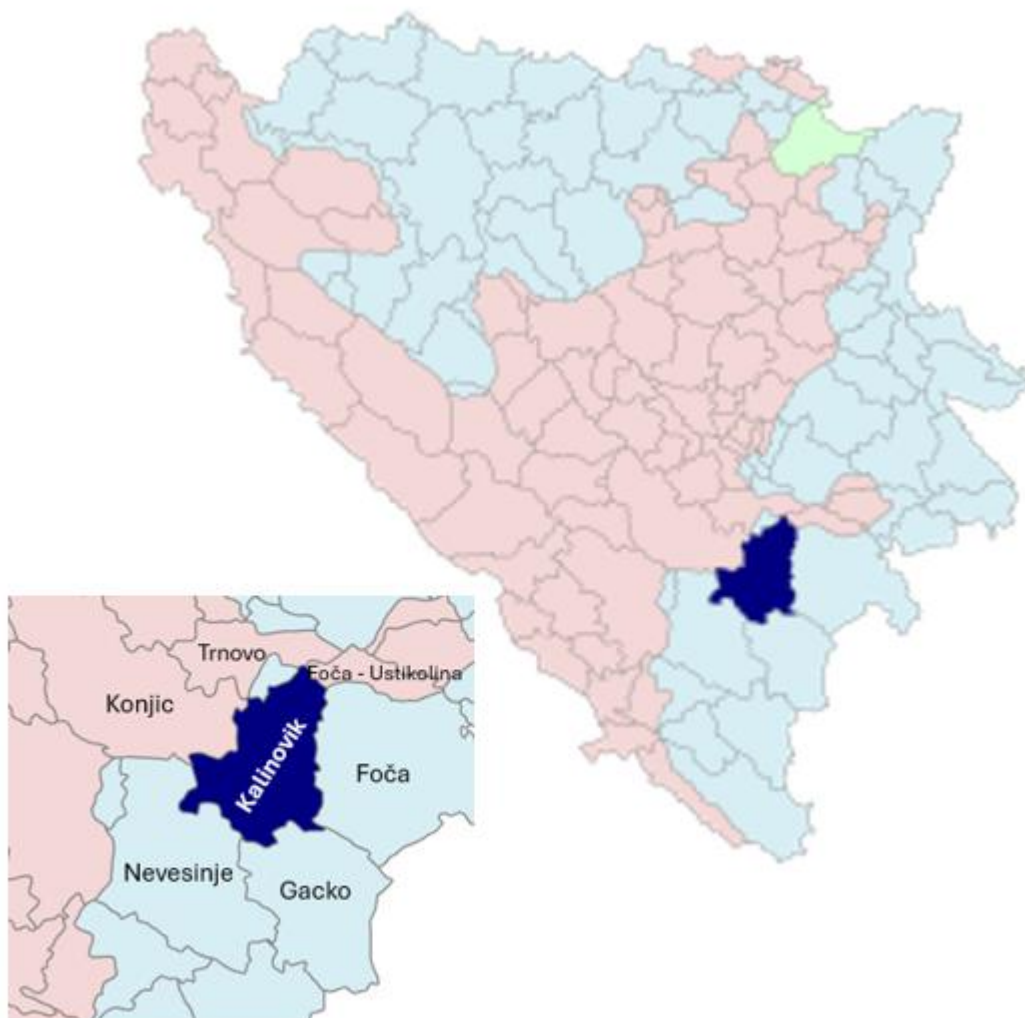 Trnovo
Foča - Ustikolina
Konjic
Kalinovik
Foča
Nevesinje
Gacko